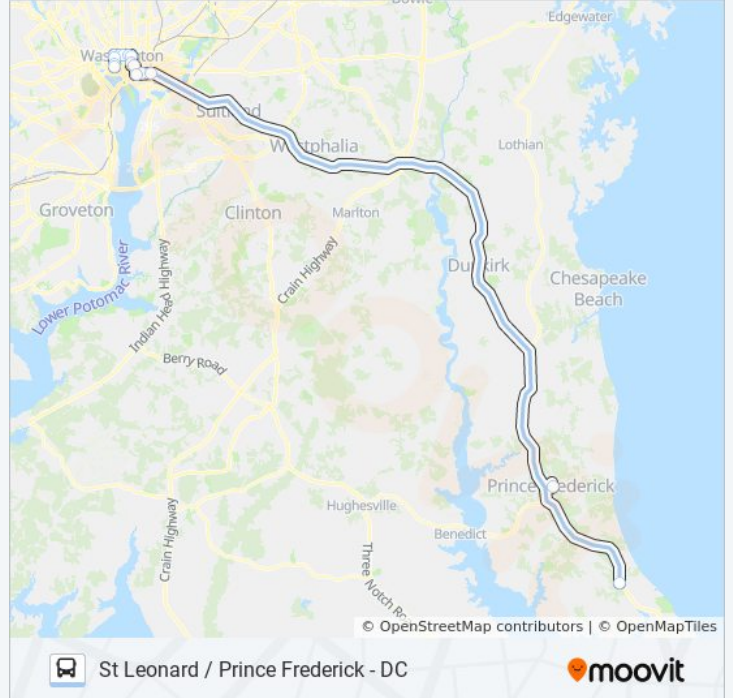 Bowie
Edgewater
Washington
Suitland
Westphalia
Lothian
Groveton
Clinton
Marlton
Crain Highway
Dunkirk
Chesapeake
Beach
Lower Potomac River
Indian Head Highway
Berry Road
Prince Frederick
Hughesville
Benedict
Crain Highway
Three Notch Ro
© OpenStreetMap contributors | © OpenMapTiles
St Leonard / Prince Frederick - DC
moovit